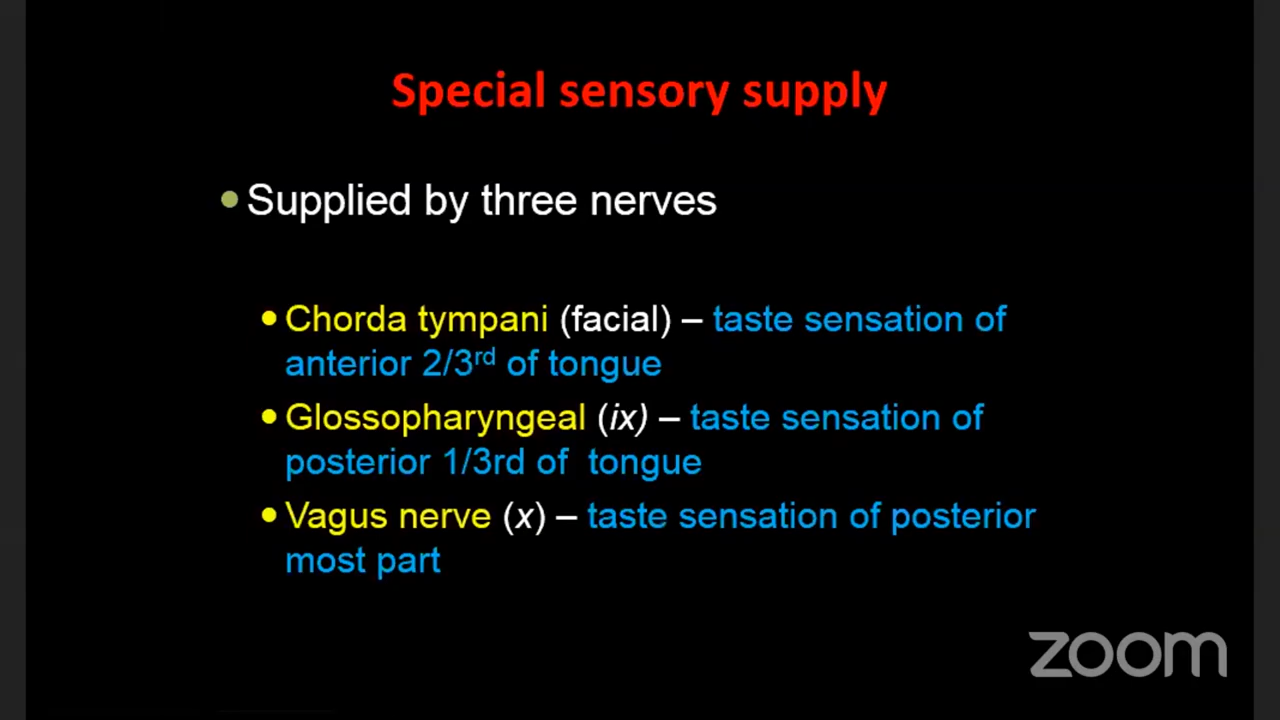 Special sensory supply
• Supplied by three nerves
• Chorda tympani (facial) – taste sensation of
anterior 2/3rd of tongue
• Glossopharyngeal (ix) – taste sensation of
posterior 1/3rd of  tongue
• Vagus nerve (x) – taste sensation of posterior
most part
zoom